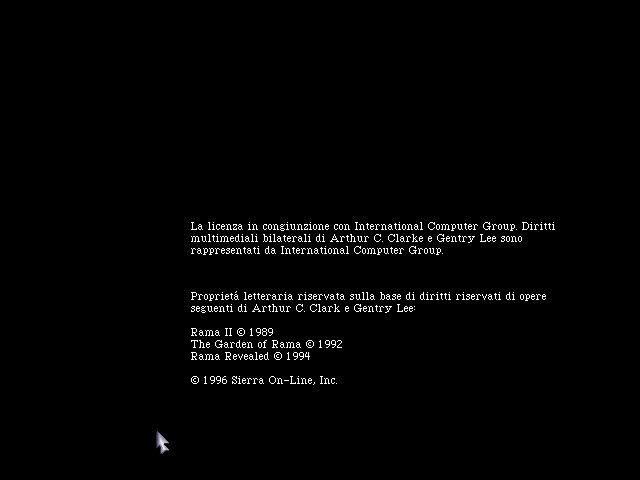 La licenza in congiunzione con International Computer Group. Diritti
multimediali bilaterali di Arthur C. Clarke e Gentry Lee sono
rappresentati da International Computer Group.
Proprietá letteraria riservata sulla base di diritti riservati di opere
seguenti di Arthur C. Clark e Gentry Lee:
Rama II © 1989
The Garden of Rama © 1992
Rama Revealed © 1994
© 1996 Sierra On-Line, Inc.